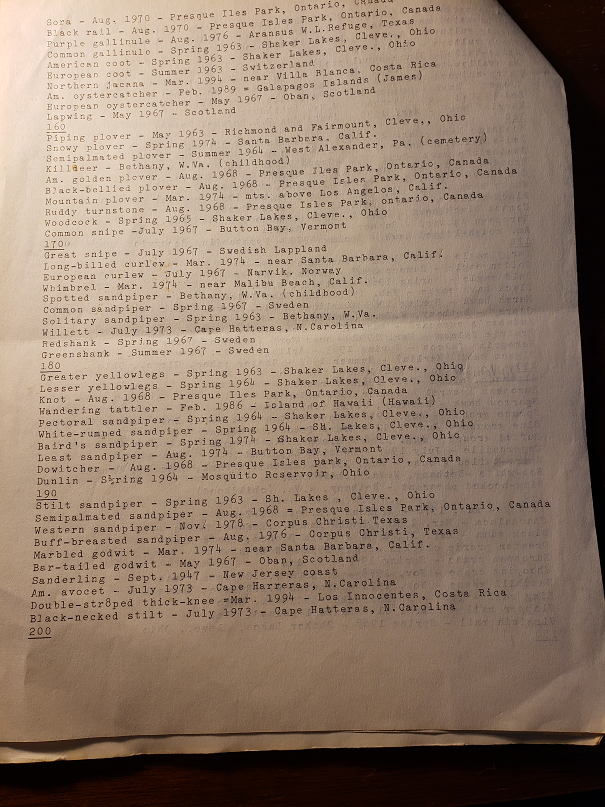 Sora - Aug. 1970 - Presque Iles Park, Ontario, Canada
Black rail - Aug. 1970 - Presque Isles Park, Ontario, Canada
Purple gallinule - Aug. 1976 - Aransus W.L.Refuge, Texas
Common gallinulo - Spring 1963 - Shaker Lakes, Cleve., Ohio
American coot - Spring 1963 - Shaker Lakes, Cleve., Ohio
European coot - Summer 1963 - Switzerland
Northern jacana - Mar. 1994 - near Villa Blanca, Costa Rica
Am. oystercatcher - Feb. 1989 = Galapagos Islands (James)
European oystercatcher - May 1967 - Oban, Scotland
Lapwing - May 1967 - Scotland
160
Piping plover - May 1963 - Richmond and Fairmount, Cleve., Ohio
Snowy plover - Spring 1974 - Santa Barbara, Calif.
Semipalmated plover - Summer 1964 - West Alexander, Pa. (cemetery)
Killdeer - Bethany, W.Va. (childhood)
Am. golden plover - Aug. 1968 - Presque Iles Park, Ontario, Canada
Black-bellied plover - Aug. 1968 - Presque Isles Park, Ontario, Canada
Mountain plover - Mar. 1974 - mts. above Los Angelos, Calif.
Ruddy turnstone - Aug. 1968 - Presque Isles Park, ontario, Canada
Woodcock - Spring 1965 - Shaker Lakes, Cleve., Ohio
Common snipe -July 1967 - Button Bay, Vermont
170
Great snipe - July 1967 - Swedish Lappland
Long-billed curlew - Mar. 1974 - near Santa Barbara, Calif.
European curlew - July 1967 - Narvik, Norway
Whimbrel - Mar. 1974 - near Malibu Beach, Calif.
Spotted sandpiper - Bethany, W.Va. (childhood)
Common sandpiper - Spring 1967 - Sweden
Solitary sandpiper - Spring 1963 - Bethany, W.Va.
Willett - July 1973 - Cape Hatteras, N.Carolina
Redshank - Spring 1967 - Sweden
Greenshank - Summer 1967 - Sweden
180
Greater yellowlegs - Spring 1963 - Shaker Lakes, Cleve., Ohio
Lesser yellowlegs - Spring 1964 - Shaker Lakes, Cleve., Ohio
Knot - Aug. 1968 - Presque Iles Park, Ontario, Canada
Wandering tattler - Feb. 1986 - Island of Hawaii (Hawaii)
Pectoral sandpiper - Spring 1964 - Shaker Lakes, Cleve., Ohio
White-rumped sandpiper - Spring 1964 - Sh. Lakes, Cleve., Ohio
Baird's sandpiper - Spring 1974 - Shaker Lakes, Cleve., Ohio
Least sandpiper - Aug. 1974 - Button Bay, Vermont
Dowitcher - Aug. 1968 - Presque Isles park, Ontario, Canada
Dunlin - Spring 1964 - Mosquito Reservoir, Ohio
190
Stilt sandpiper - Spring 1963 - Sh. Lakes , Cleve., Ohio
Semipalmated sandpiper - Aug. 1968 = Presque Isles Park, Ontario, Canada
Western sandpiper - Nov. 1978 - Corpus Christi Texas
Buff-breasted sandpiper - Aug. 1976 - Corpus Christi, Texas
Marbled godwit - Mar. 1974 - near Santa Barbara, Calif.
Bar-tailed godwit - May 1967 - Oban, Scotland
Sanderling - Sept. 1947 - New Jersey coast
Am. avocet - July 1973 - Cape Harreras, N.Carolina
Double-str8ped thick-knee =Mar. 1994 - Los Innocentes, Costa Rica
Black-necked stilt - July 1973 - Cape Hatteras, N.Carolina
200